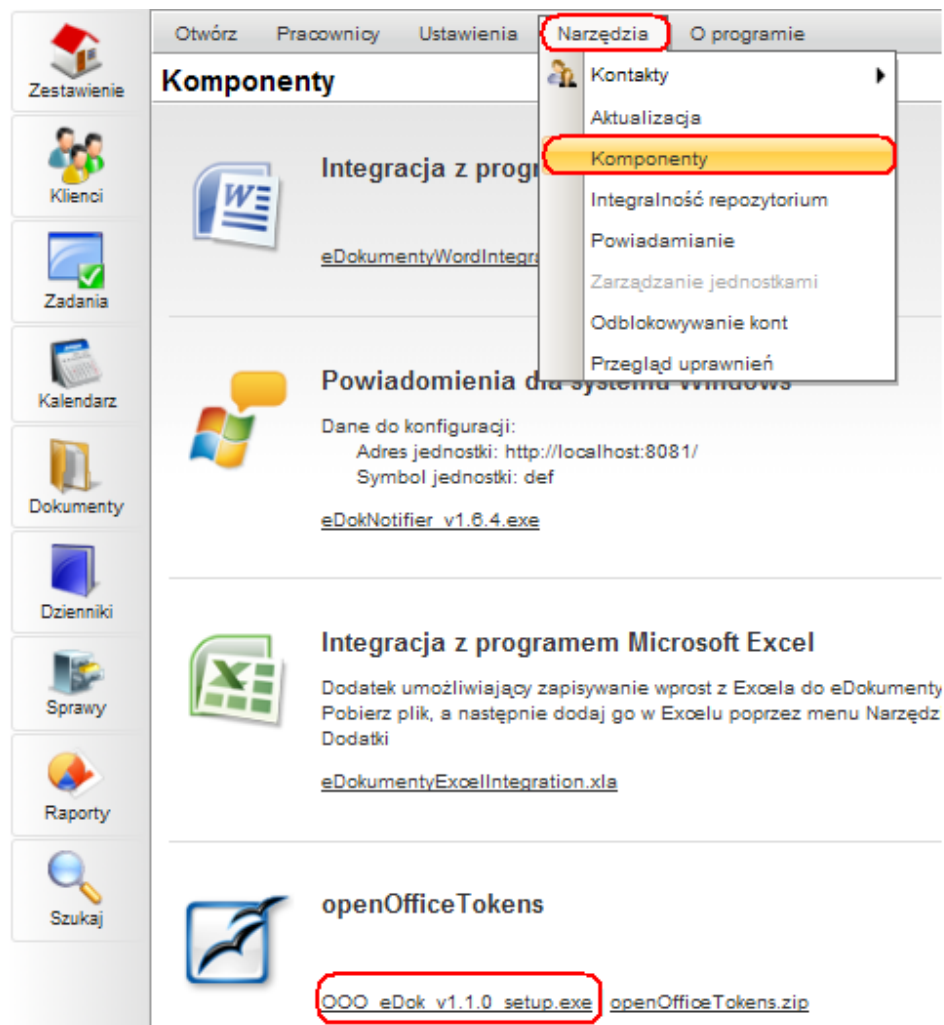 Otwórz Pracownicy Ustawienia Narzędzia O programie
Zestawienie
Klienci
Zadania
Kalendarz
Dokumenty
Dzienniki
Sprawy
Raporty
Szukaj
Komponenty
Kontakty
Aktualizacja
Komponenty
Integralność repozytorium
Powiadamianie
Zarządzanie jednostkami
Odblokowywanie kont
Przegląd uprawnień
Integracja z
Powiadomienia dla systemu Windows
Dane do konfiguracji:
Adres jednostki: http://localhost:8081/
Symbol jednostki: def
eDokNotifier_v1.6.4.exe
Integracja z programem Microsoft Excel
Dodatek umożliwiający zapisywanie wprost z Excela do eDokumenty
Pobierz plik, a następnie dodaj go w Excelu poprzez menu
Dodatki
eDokumentyExcelIntegration.xla
openOfficeTokens
OOO_eDok_v1.1.0_setup.exe openOfficeTokens.zip